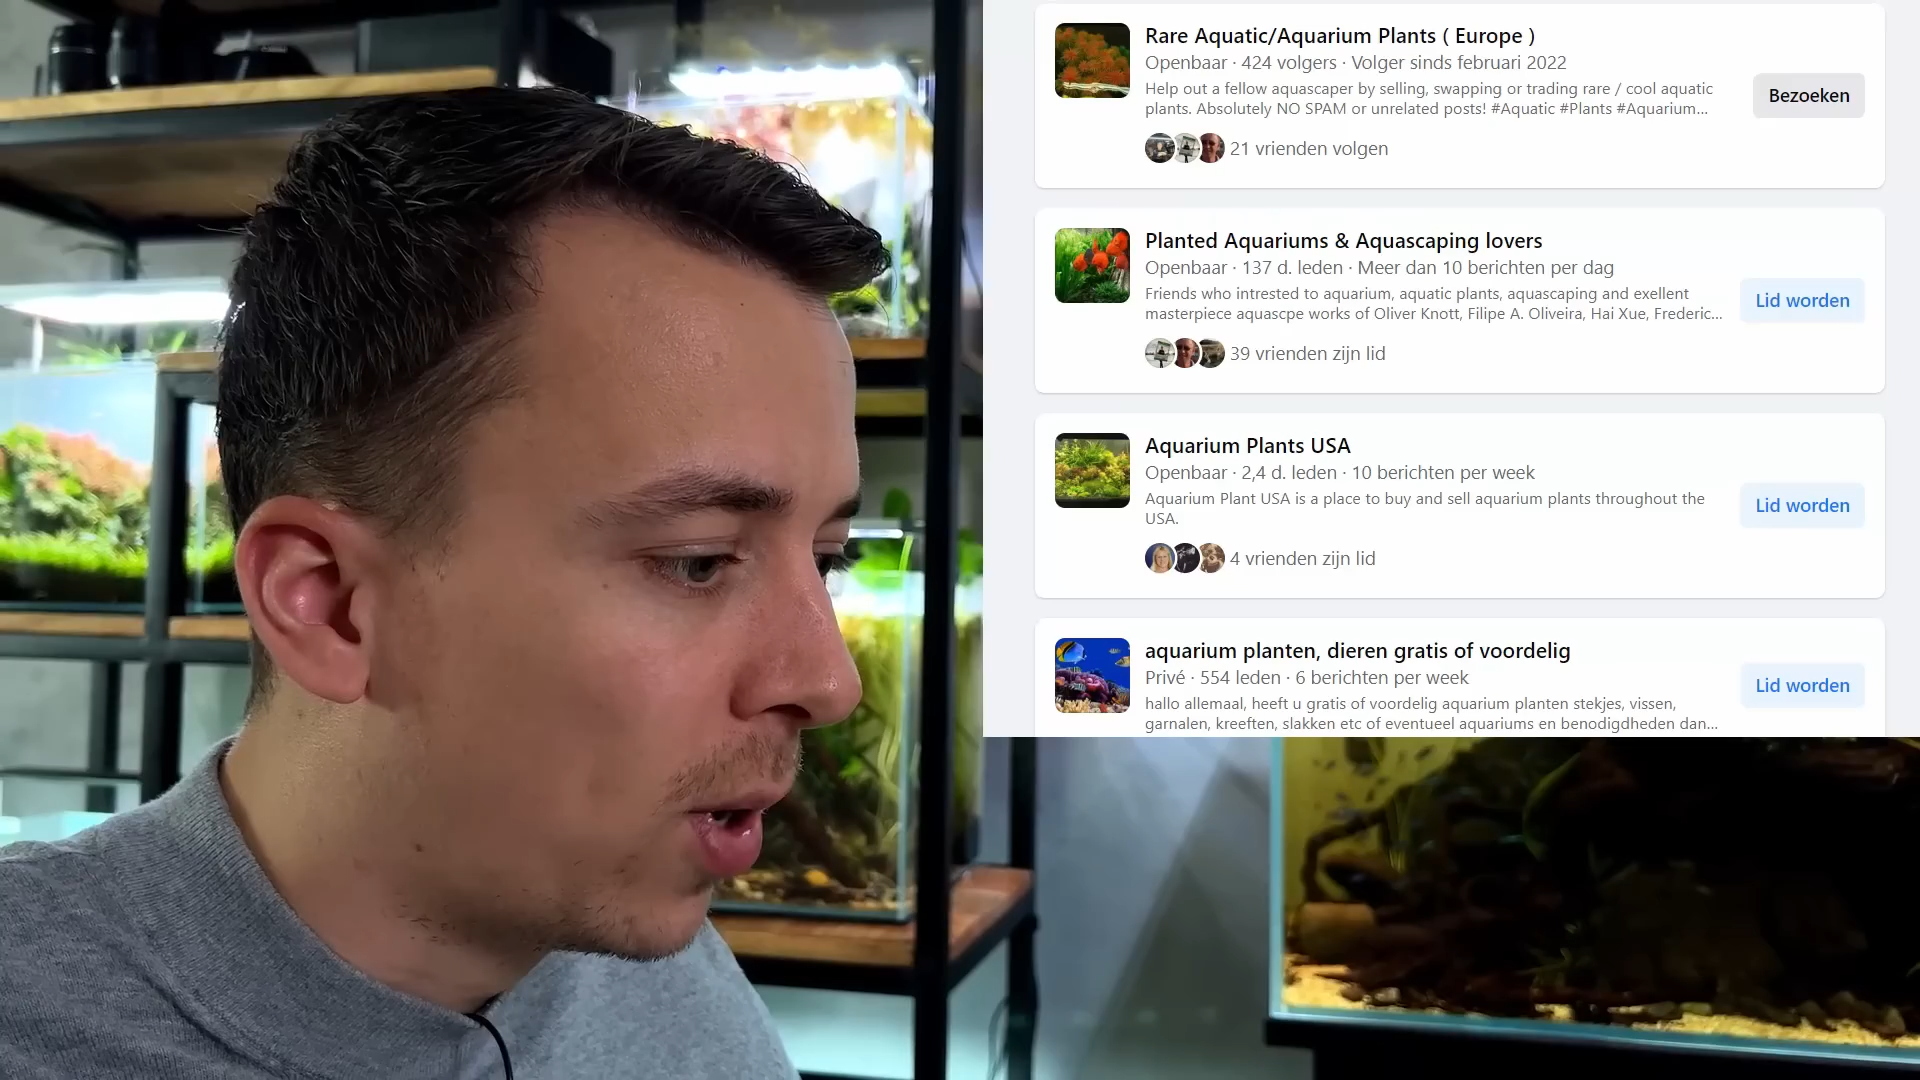 Rare Aquatic/Aquarium Plants ( Europe )
Openbaar · 424 volgers · Volger sinds februari 2022
Help out a fellow aquascaper by selling, swapping or trading rare / cool aquatic
plants. Absolutely NO SPAM or unrelated posts! #Aquatic #Plants #Aquarium...
Bezoeken
21 vrienden volgen
Planted Aquariums & Aquascaping lovers
Openbaar · 137 d. leden · Meer dan 10 berichten per dag
Friends who intrested to aquarium, aquatic plants, aquascaping and exellent
masterpiece aquascpe works of Oliver Knott, Filipe A. Oliveira, Hai Xue, Frederic...
Lid worden
39 vrienden zijn lid
Aquarium Plants USA
Openbaar · 2,4 d. leden · 10 berichten per week
Aquarium Plant USA is a place to buy and sell aquarium plants throughout the
USA.
Lid worden
4 vrienden zijn lid
aquarium planten, dieren gratis of voordelig
Privé · 554 leden · 6 berichten per week
hallo allemaal, heeft u gratis of voordelig aquarium planten stekjes, vissen,
garnalen, kreeften, slakken etc of eventueel aquariums en benodigdheden dan...
Lid worden